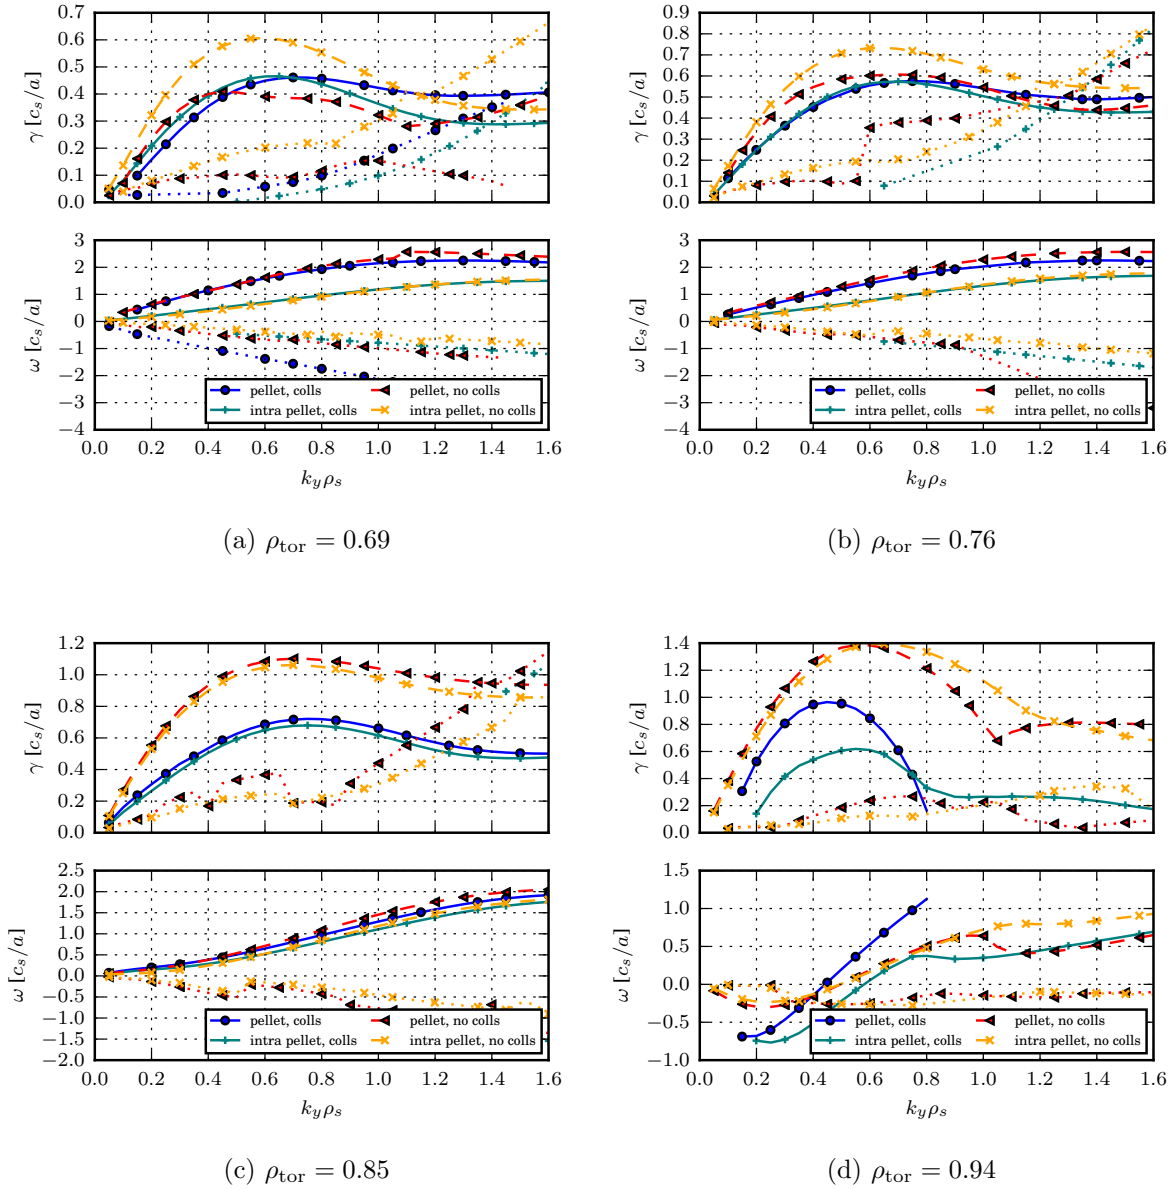 0.7
0.6
0.5
0.4
0.3
0.2
0.1
0.0
γ [c_s/a]
3
2
1
0
−1
−2
−3
−4
ω [c_s/a]
pellet, colls
intra pellet, colls
pellet, no colls
intra pellet, no colls
0.0 0.2 0.4 0.6 0.8 1.0 1.2 1.4 1.6
k_yρ_s
(a) ρ_tor = 0.69
0.9
0.8
0.7
0.6
0.5
0.4
0.3
0.2
0.1
0.0
γ [c_s/a]
3
2
1
0
−1
−2
−3
−4
ω [c_s/a]
pellet, colls
intra pellet, colls
pellet, no colls
intra pellet, no colls
0.0 0.2 0.4 0.6 0.8 1.0 1.2 1.4 1.6
k_yρ_s
(b) ρ_tor = 0.76
1.2
1.0
0.8
0.6
0.4
0.2
0.0
γ [c_s/a]
2.5
2.0
1.5
1.0
0.5
0.0
−0.5
−1.0
−1.5
−2.0
ω [c_s/a]
pellet, colls
intra pellet, colls
pellet, no colls
intra pellet, no colls
0.0 0.2 0.4 0.6 0.8 1.0 1.2 1.4 1.6
k_yρ_s
(c) ρ_tor = 0.85
1.4
1.2
1.0
0.8
0.6
0.4
0.2
0.0
γ [c_s/a]
1.5
1.0
0.5
0.0
−0.5
−1.0
ω [c_s/a]
pellet, colls
intra pellet, colls
pellet, no colls
intra pellet, no colls
0.0 0.2 0.4 0.6 0.8 1.0 1.2 1.4 1.6
k_yρ_s
(d) ρ_tor = 0.94